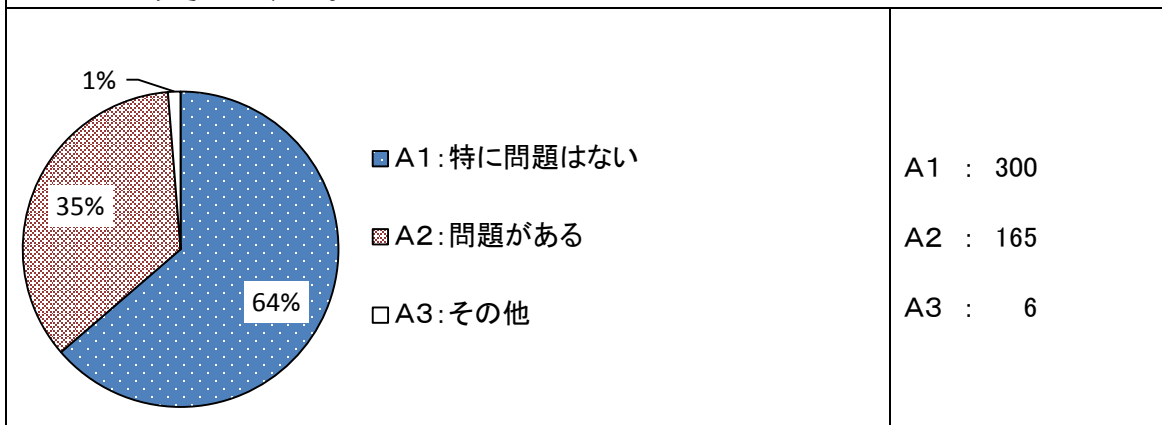 1%
35%
64%
A1:特に問題はない
A2:問題がある
A3:その他
A1 : 300
A2 : 165
A3 : 6